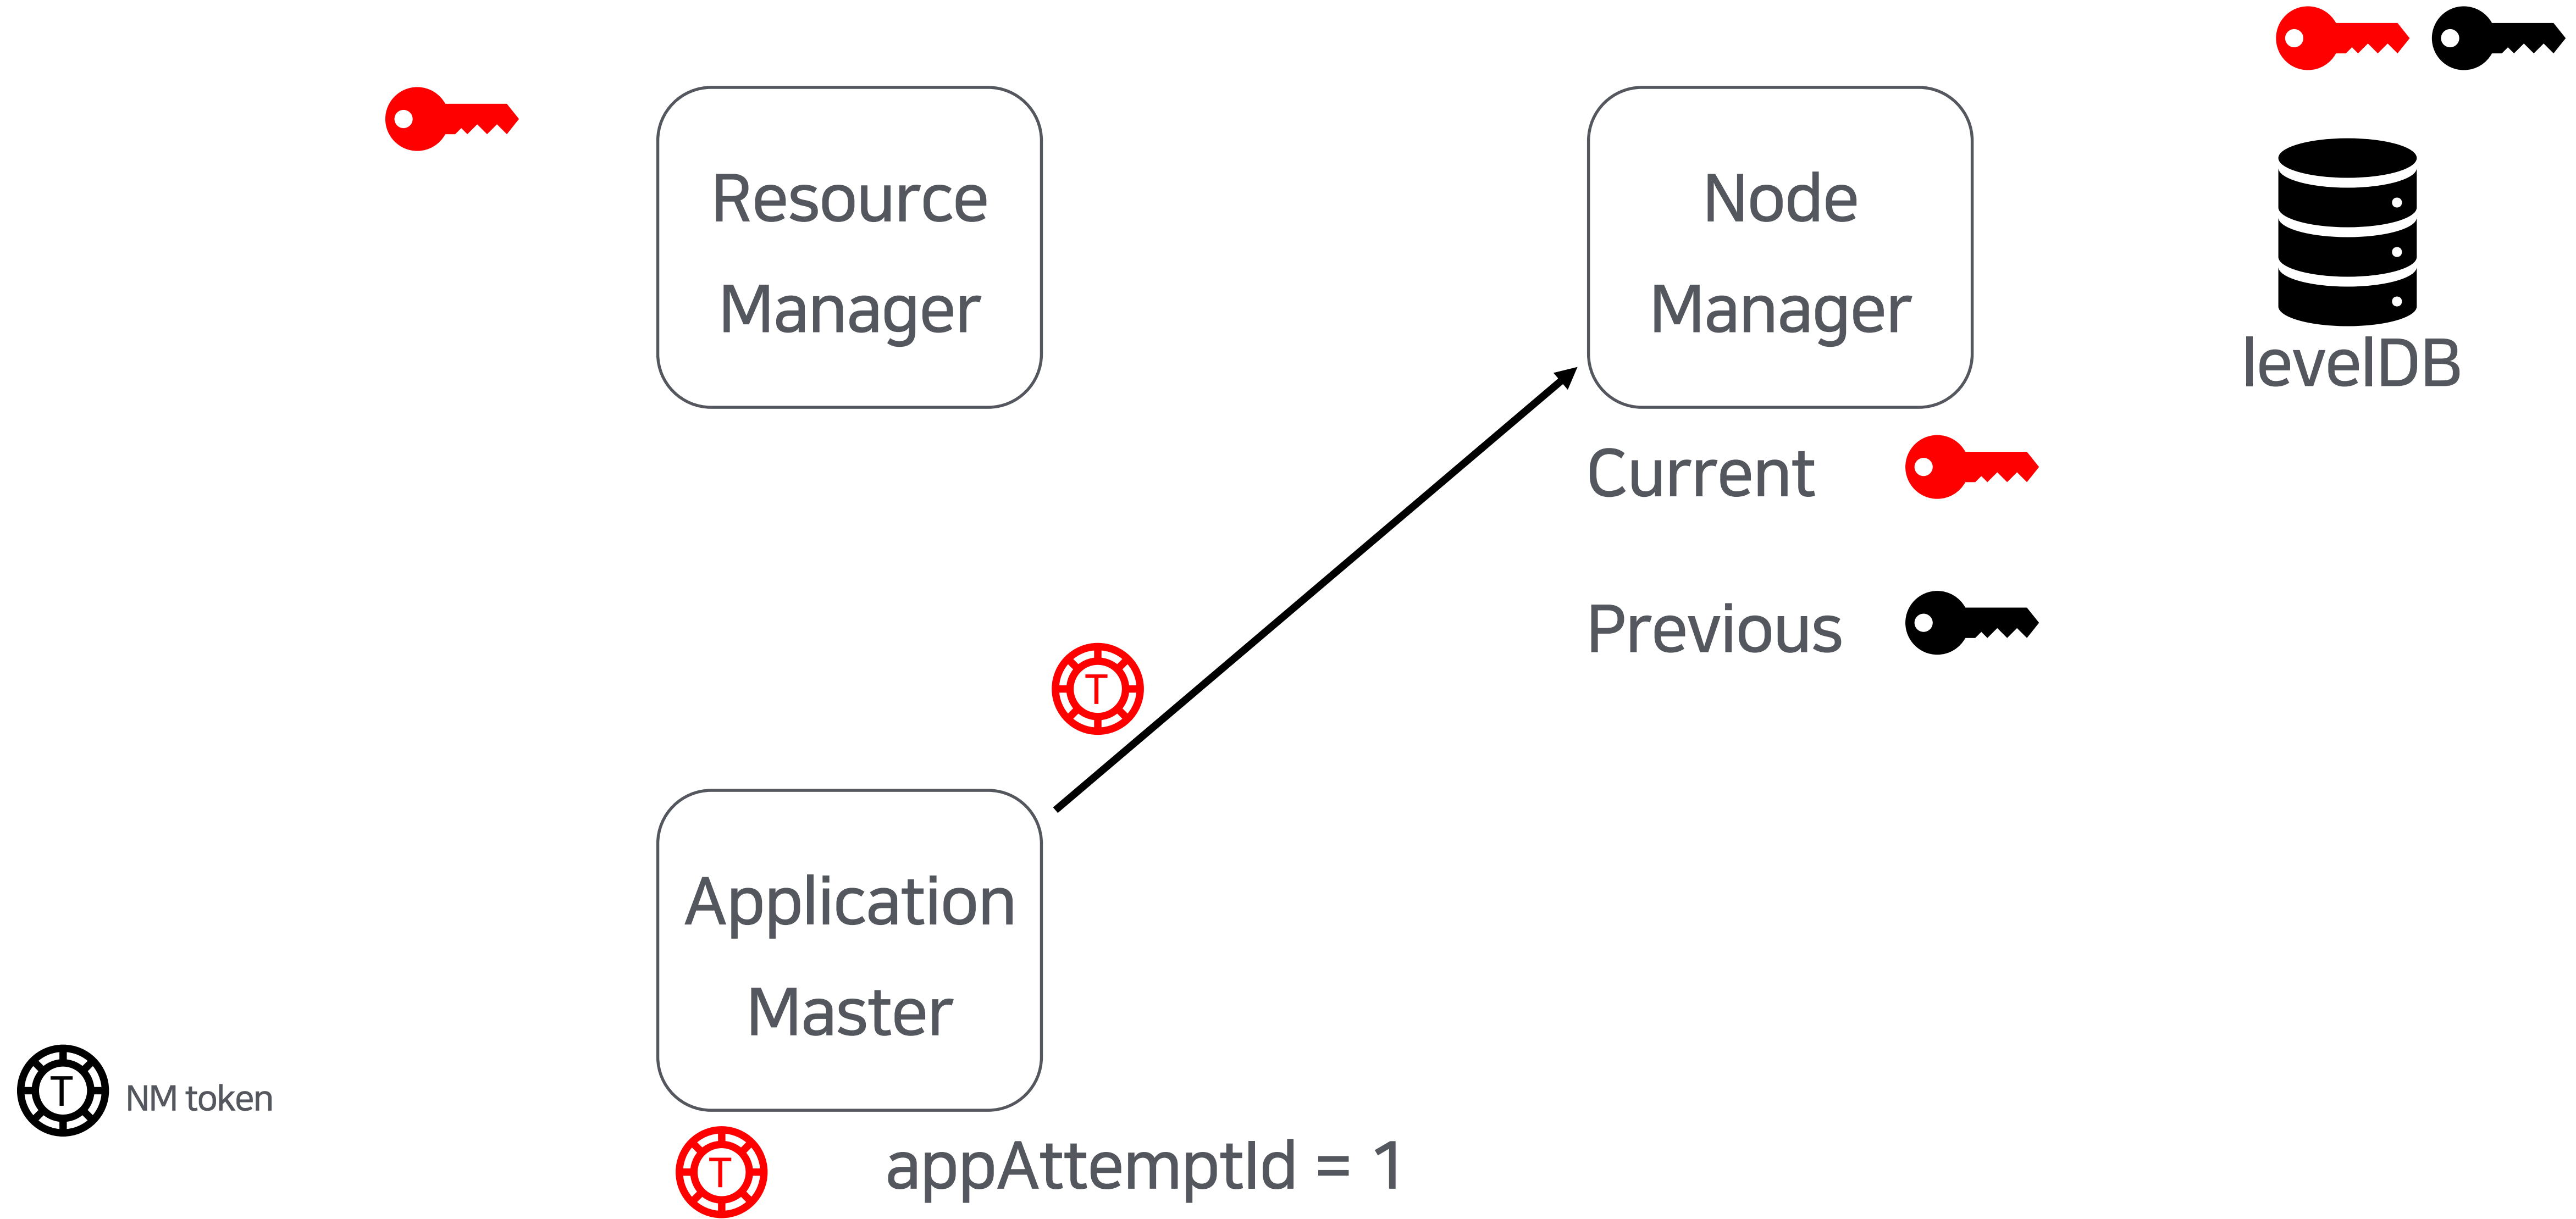 Resource
Manager
Node
Manager
levelDB
Current
Previous
T
Application
Master
T
NM token
T
appAttemptId = 1